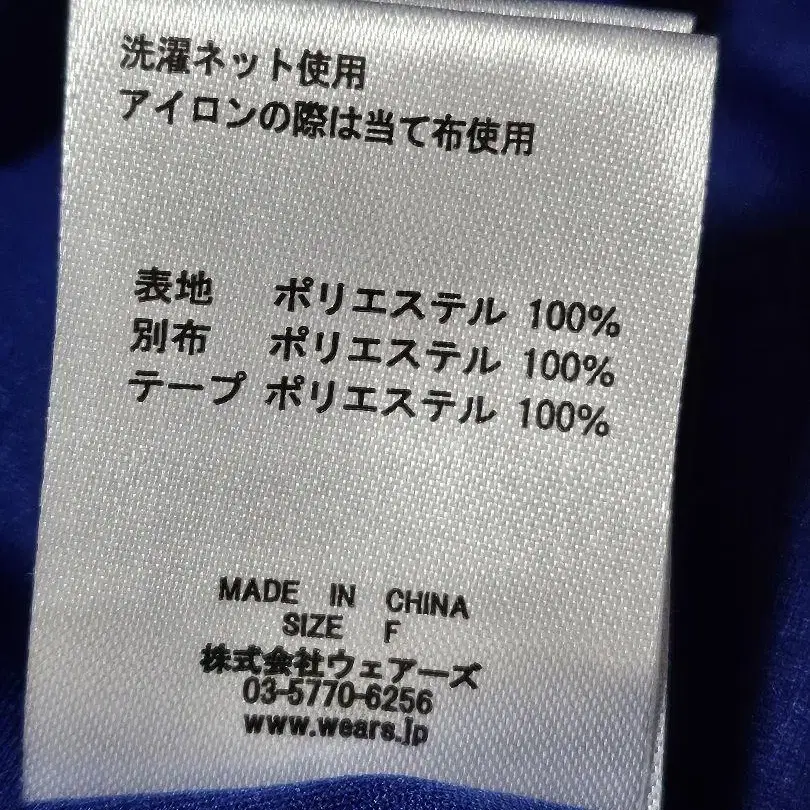 洗濯ネット使用
アイロンの際は当て布使用
表地 ポリエステル 100%
別布 ポリエステル 100%
テープ ポリエステル 100%
MADE IN CHINA
SIZE F
株式会社ウェアーズ
03-5770-6256
www.wears.jp